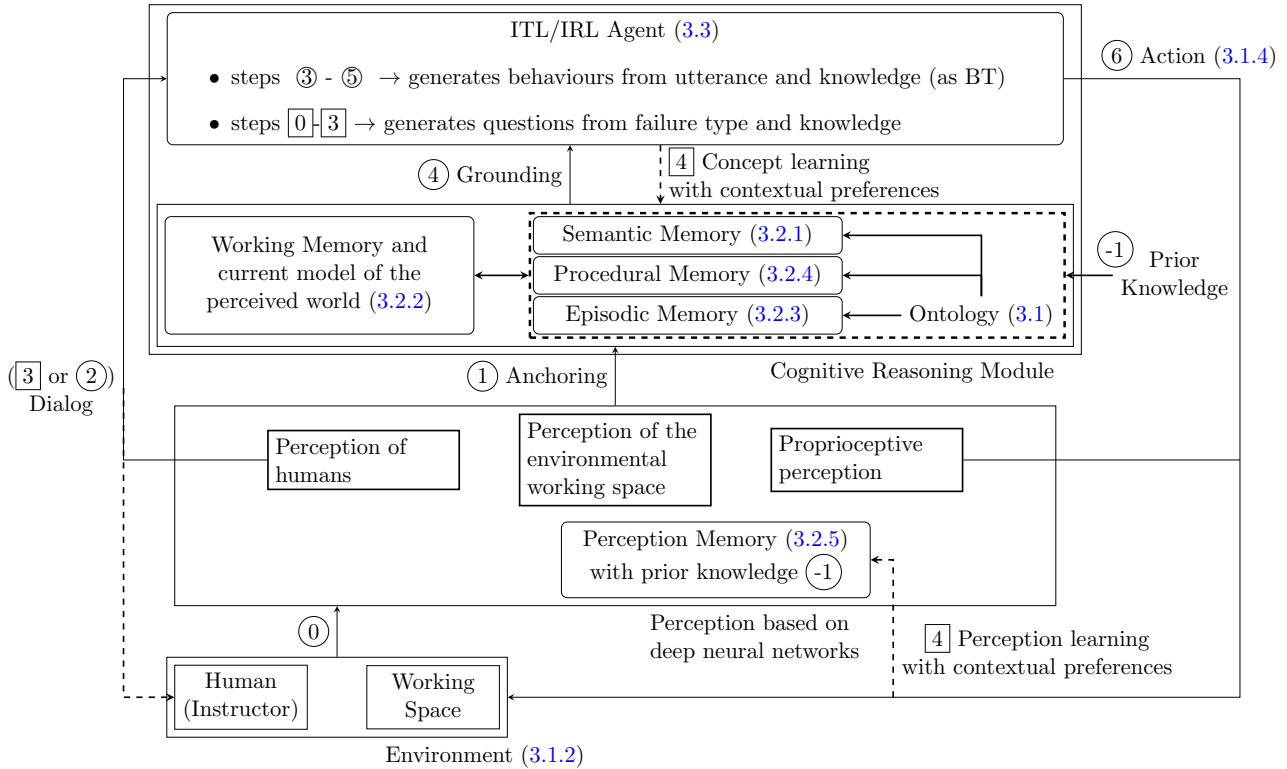 ITL/IRL Agent (3.3)
• steps ③ - ⑤ → generates behaviours from utterance and knowledge (as BT)
• steps 0-3 → generates questions from failure type and knowledge
6 Action (3.1.4)
4 Grounding
4 Concept learning
with contextual preferences
Working Memory and
current model of the
perceived world (3.2.2)
Semantic Memory (3.2.1)
Procedural Memory (3.2.4)
Episodic Memory (3.2.3)
Ontology (3.1)
-1 Prior
Knowledge
Cognitive Reasoning Module
(3 or 2)
Dialog
1 Anchoring
Perception of
humans
Perception of the
environmental
working space
Proprioceptive
perception
Perception Memory (3.2.5)
with prior knowledge -1
Perception based on
deep neural networks
0
4 Perception learning
with contextual preferences
Human
(Instructor)
Working
Space
Environment (3.1.2)